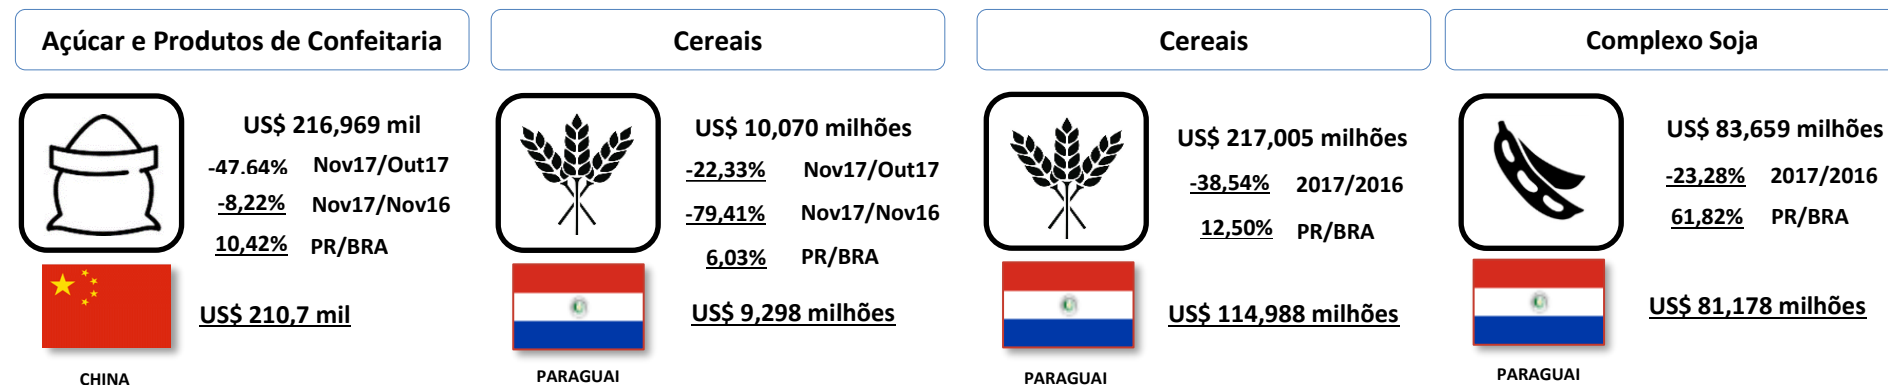 Açúcar e Produtos de Confeitaria
US$ 216,969 mil
-47,64% Nov17/Out17
-8,22% Nov17/Nov16
10,42% PR/BRA
US$ 210,7 mil
CHINA
Cereais
US$ 10,070 milhões
-22,33% Nov17/Out17
-79,41% Nov17/Nov16
6,03% PR/BRA
US$ 9,298 milhões
PARAGUAI
Cereais
US$ 217,005 milhões
-38,54% 2017/2016
12,50% PR/BRA
US$ 114,988 milhões
PARAGUAI
Complexo Soja
US$ 83,659 milhões
-23,28% 2017/2016
61,82% PR/BRA
US$ 81,178 milhões
PARAGUAI